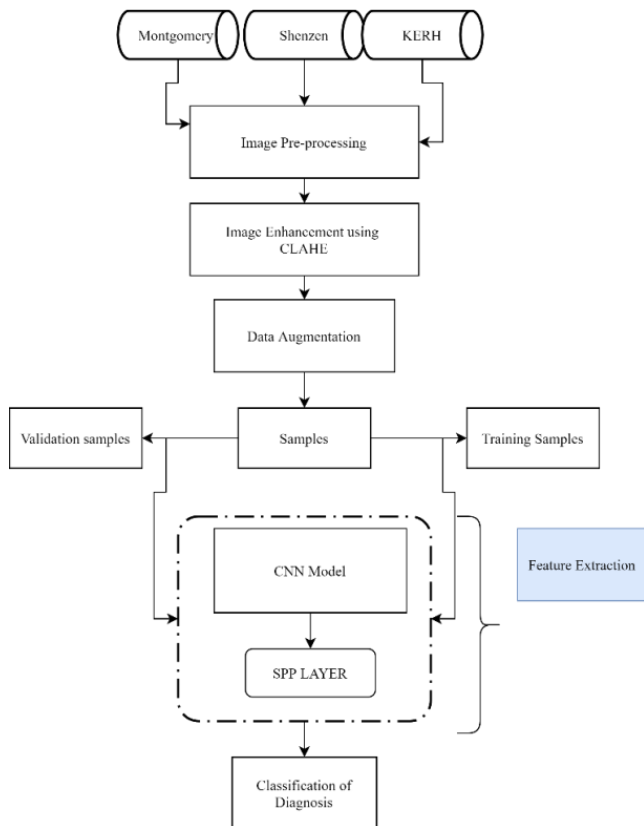 Montgomery
Shenzen
KERH
Image Pre-processing
Image Enhancement using
CLAHE
Data Augmentation
Validation samples
Samples
Training Samples
CNN Model
Feature Extraction
SPP LAYER
Classification of
Diagnosis